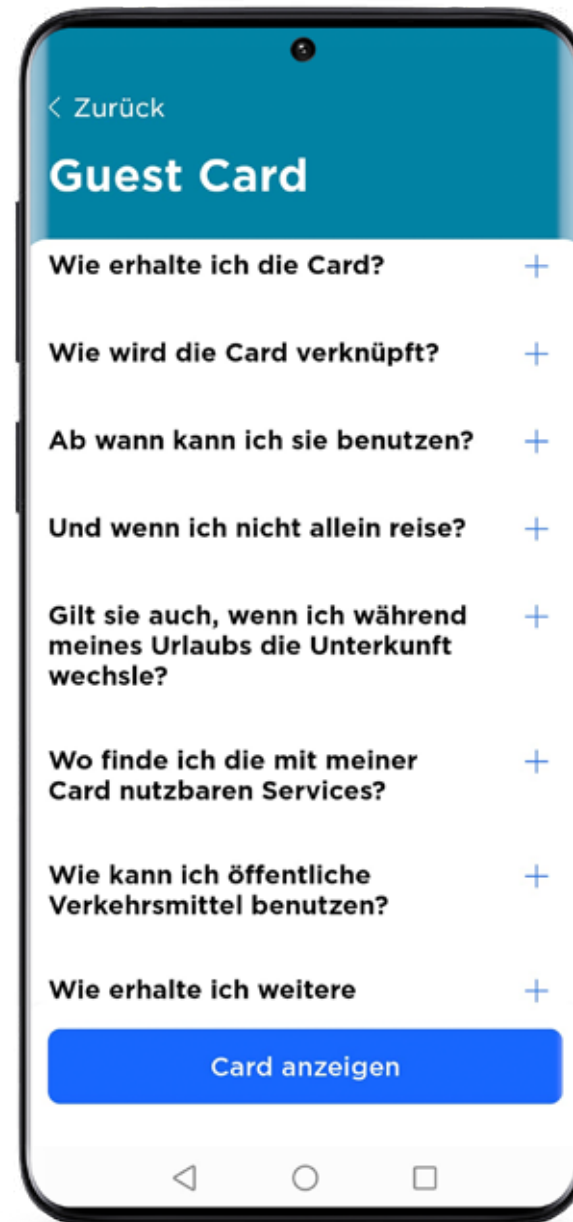 Zurück
Guest Card
Wie erhalte ich die Card?
Wie wird die Card verknüpft?
Ab wann kann ich sie benutzen?
Und wenn ich nicht allein reise?
Gilt sie auch, wenn ich während
meines Urlaubs die Unterkunft
wechsle?
Wo finde ich die mit meiner
Card nutzbaren Services?
Wie kann ich öffentliche
Verkehrsmittel benutzen?
Wie erhalte ich weitere
Card anzeigen